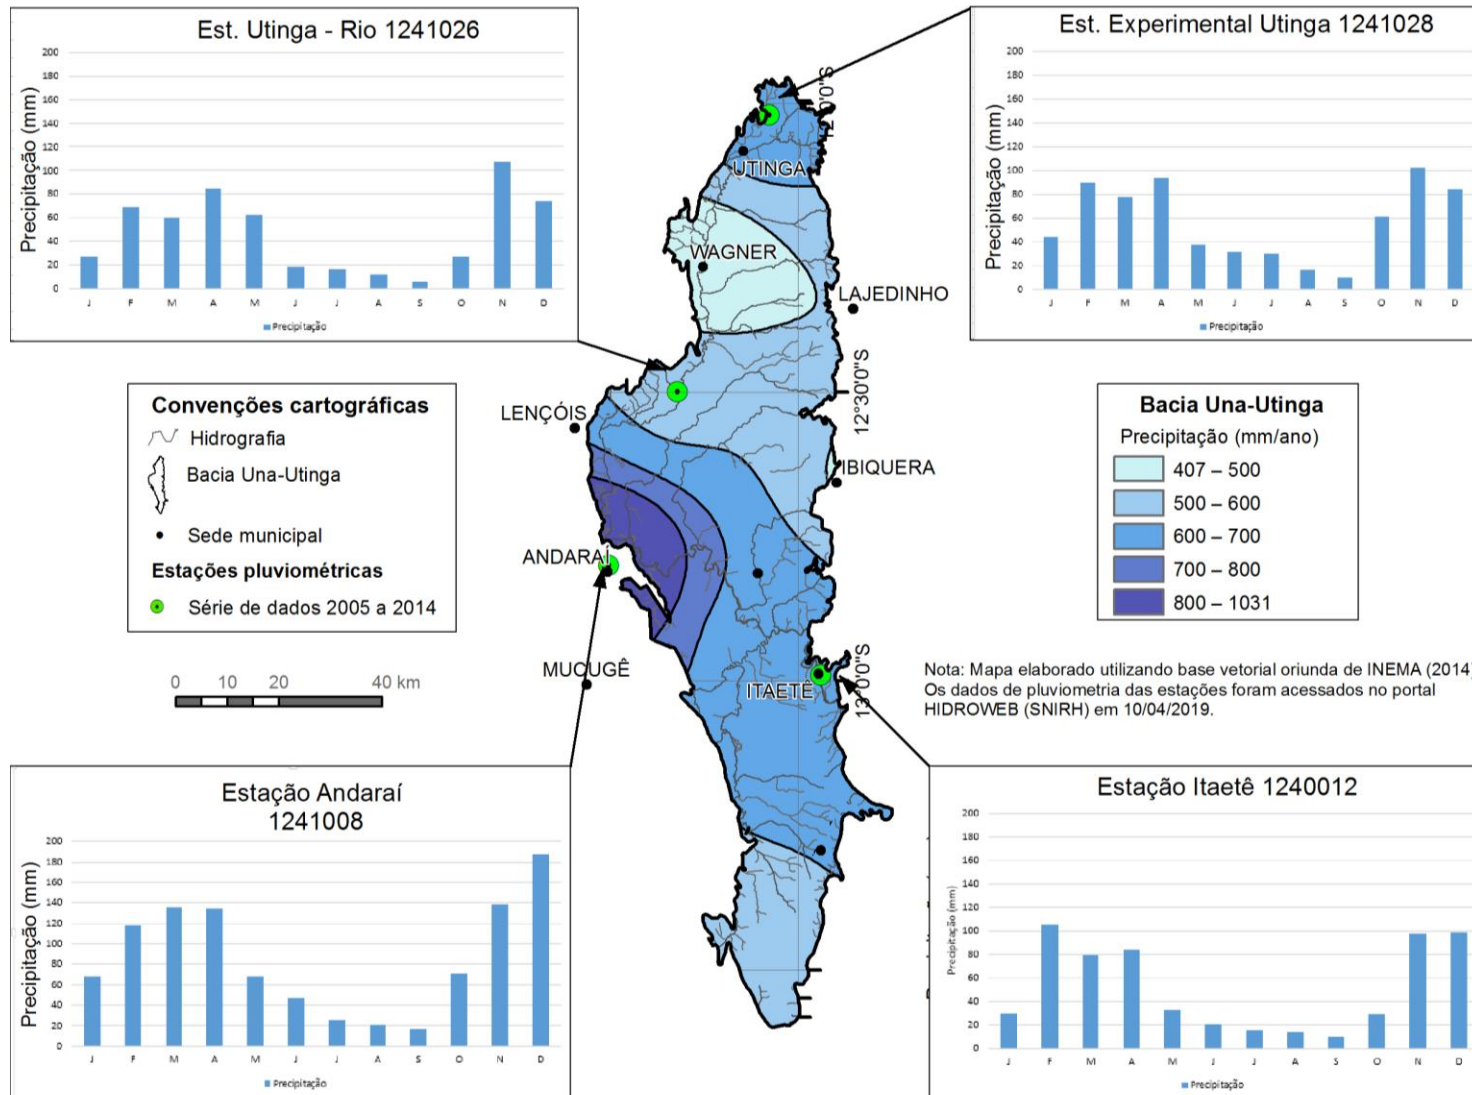 Est. Utinga - Rio 1241026
Precipitação (mm)
200
180
160
140
120
100
80
60
40
20
0
J F M A M J J A S O N D
Precipitação
Est. Experimental Utinga 1241028
Precipitação (mm)
200
180
160
140
120
100
80
60
40
20
0
J F M A M J J A S O N D
Precipitação
UTINGA
WAGNER
LAJEDINHO
12°30'0"S
LENÇÓIS
IBIQUERA
ANDARAÍ
MUCUGÊ
ITAETÊ
Convenções cartográficas
Hidrografia
Bacia Una-Utinga
Sede municipal
Estações pluviométricas
Série de dados 2005 a 2014
0 10 20 40 km
Bacia Una-Utinga
Precipitação (mm/ano)
407 – 500
500 – 600
600 – 700
700 – 800
800 – 1031
Nota: Mapa elaborado utilizando base vetorial oriunda de INEMA (2014)
Os dados de pluviometria das estações foram acessados no portal
HIDROWEB (SNIRH) em 10/04/2019.
Estação Andaraí
1241008
Precipitação (mm)
200
180
160
140
120
100
80
60
40
20
0
J F M A M J J A S O N D
Precipitação
Estação Itaetê 1240012
Precipitação (mm)
200
180
160
140
120
100
80
60
40
20
0
J F M A M J J A S O N D
Precipitação